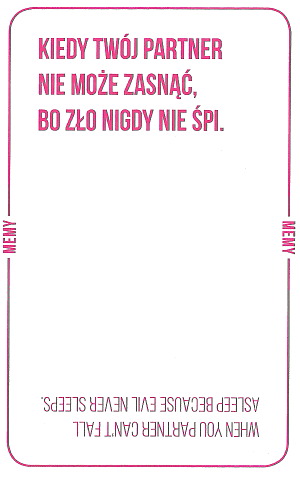 KIEDY TWÓJ PARTNER
NIE MOŻE ZASNĄĆ,
BO ZŁO NIGDY NIE ŚPI.
MEMY
MEMY
WHEN YOU PARTNER CAN'T FALL
ASLEEP BECAUSE EVIL NEVER SLEEPS.